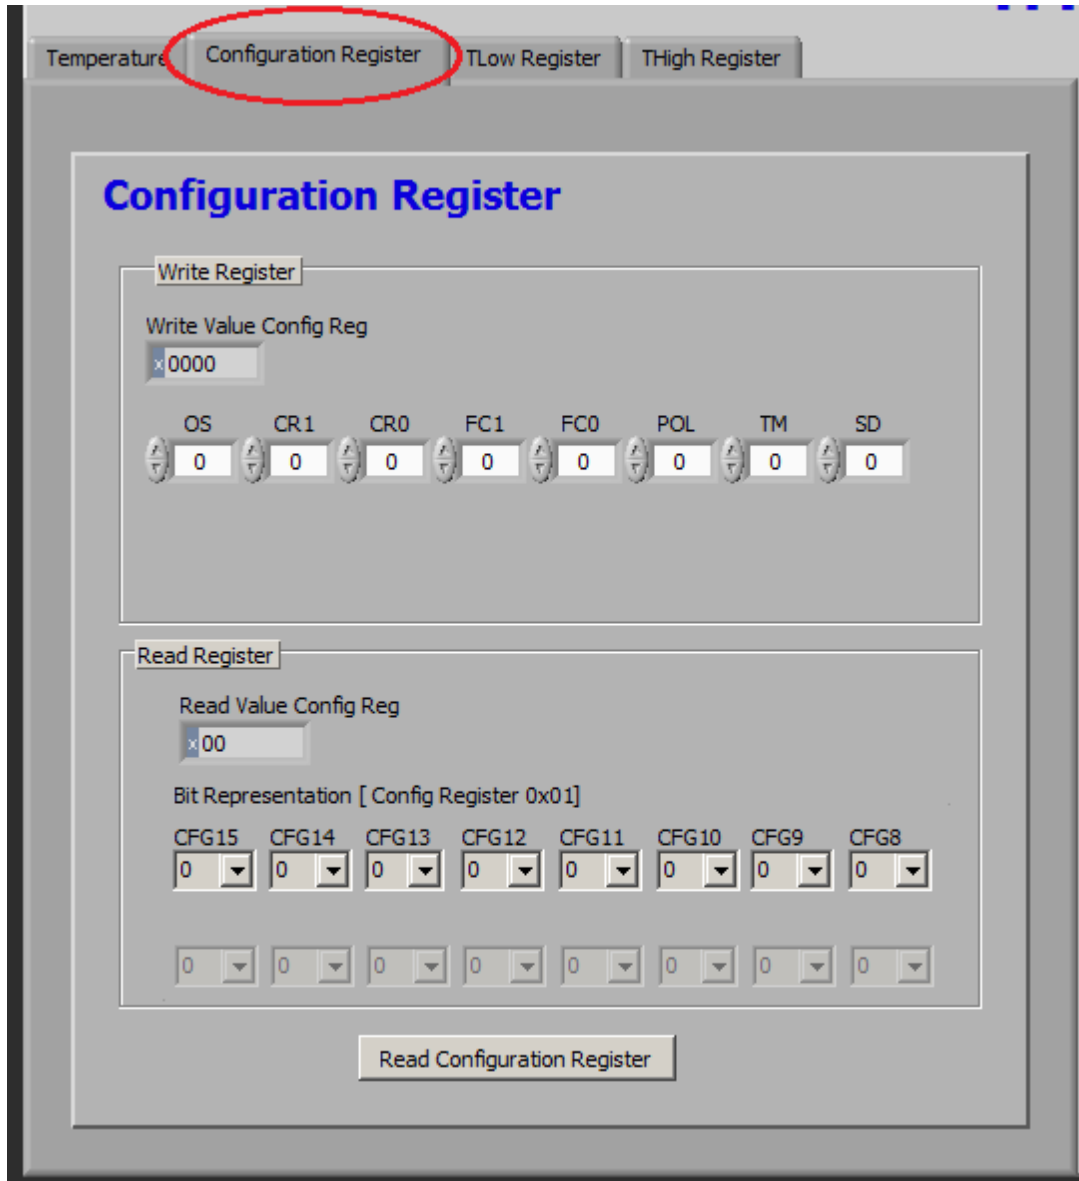 Temperature Configuration Register TLow Register THigh Register
Configuration Register
Write Register
Write Value Config Reg
x 0000
OS CR1 CR0 FC1 FC0 POL TM SD
0 0 0 0 0 0 0 0
Read Register
Read Value Config Reg
x 00
Bit Representation [ Config Register 0x01]
CFG15 CFG14 CFG13 CFG12 CFG11 CFG10 CFG9 CFG8
0 0 0 0 0 0 0 0
0 0 0 0 0 0 0 0
Read Configuration Register